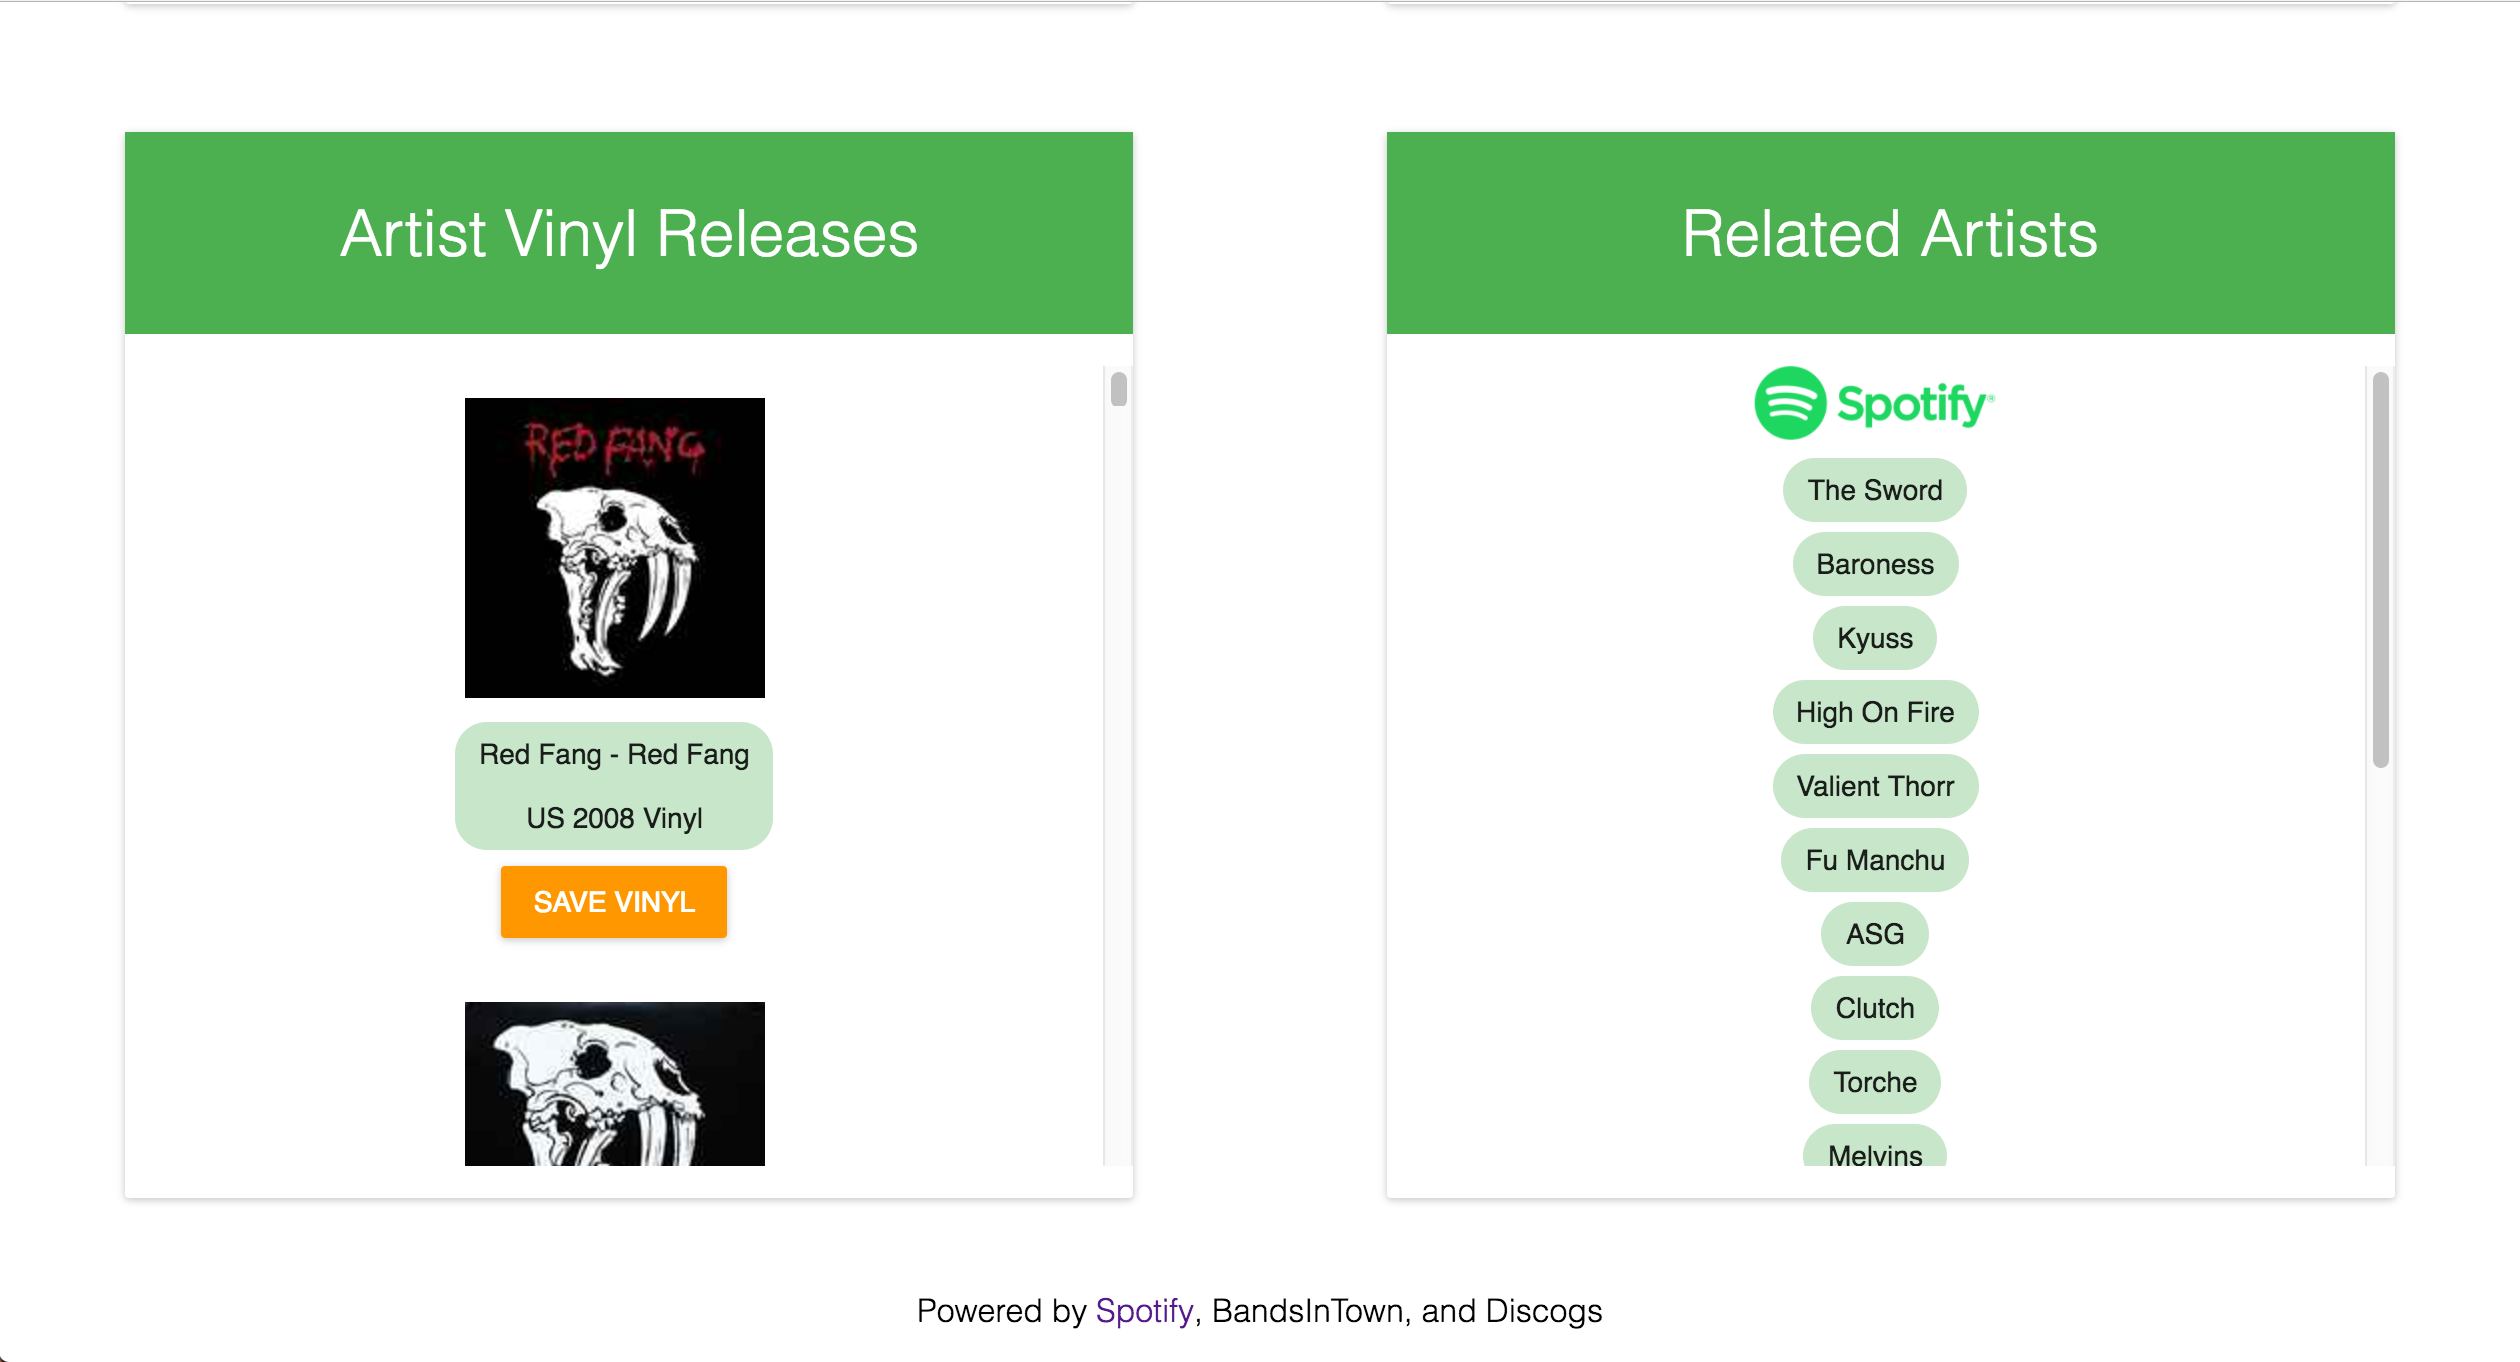 Artist Vinyl Releases
RED FANG
Red Fang - Red Fang
US 2008 Vinyl
SAVE VINYL
Related Artists
Spotify®
The Sword
Baroness
Kyuss
High On Fire
Valient Thorr
Fu Manchu
ASG
Clutch
Torche
Melvins
Powered by Spotify, BandsInTown, and Discogs